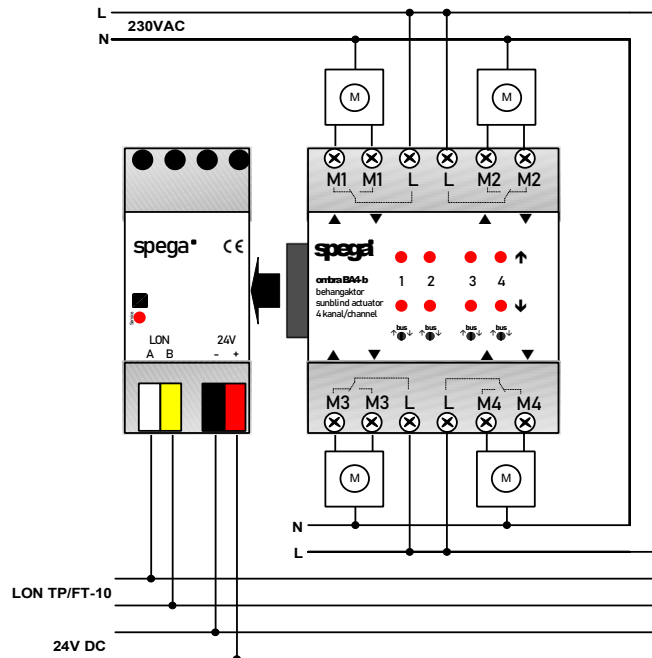 L
230VAC
N
M M
M1 M1 L L M2 M2
spega
CE
spega
ombra BA4-b
behangaktor
sunblind actuator
4 kanal/channel
1 2 3 4
Service
bus bus bus bus
LON 24V
A B - +
M3 M3 L L M4 M4
M M
N
L
LON TP/FT-10
24V DC